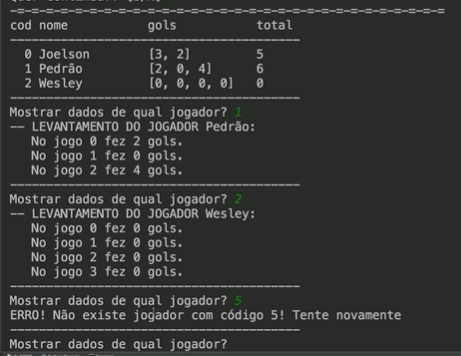 -=-=-=-=-=-=-=-=-=-=-=-=-=-=-=-=-=-=-=-=-=-=-=-=-=-=-=-=-=-=
cod nome gols total
----------------------------------------
0 Joelson [3, 2] 5
1 Pedrão [2, 0, 4] 6
2 Wesley [0, 0, 0, 0] 0
----------------------------------------
Mostrar dados de qual jogador? 1
-- LEVANTAMENTO DO JOGADOR Pedrão:
No jogo 0 fez 2 gols.
No jogo 1 fez 0 gols.
No jogo 2 fez 4 gols.
----------------------------------------
Mostrar dados de qual jogador? 2
-- LEVANTAMENTO DO JOGADOR Wesley:
No jogo 0 fez 0 gols.
No jogo 1 fez 0 gols.
No jogo 2 fez 0 gols.
No jogo 3 fez 0 gols.
----------------------------------------
Mostrar dados de qual jogador? 5
ERRO! Não existe jogador com código 5! Tente novamente
----------------------------------------
Mostrar dados de qual jogador?